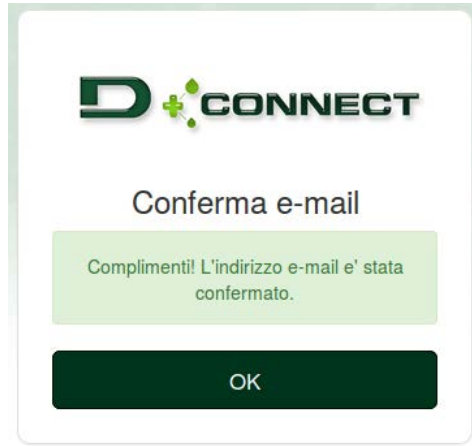 D+CONNECT
Conferma e-mail
Complimenti! L'indirizzo e-mail e' stata
confermato.
OK